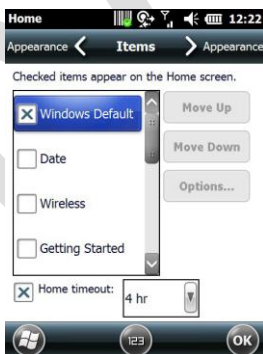 Home 12:22
Appearance Items Appearance
Checked items appear on the Home screen.
Windows Default
Move Up
Date
Move Down
Wireless
Options...
Getting Started
Home timeout: 4 hr
123 OK